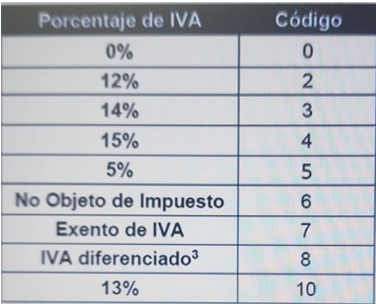 Porcentaje de IVA Código
0% 0
12% 2
14% 3
15% 4
5% 5
No Objeto de Impuesto 6
Exento de IVA 7
IVA diferenciado³ 8
13% 10